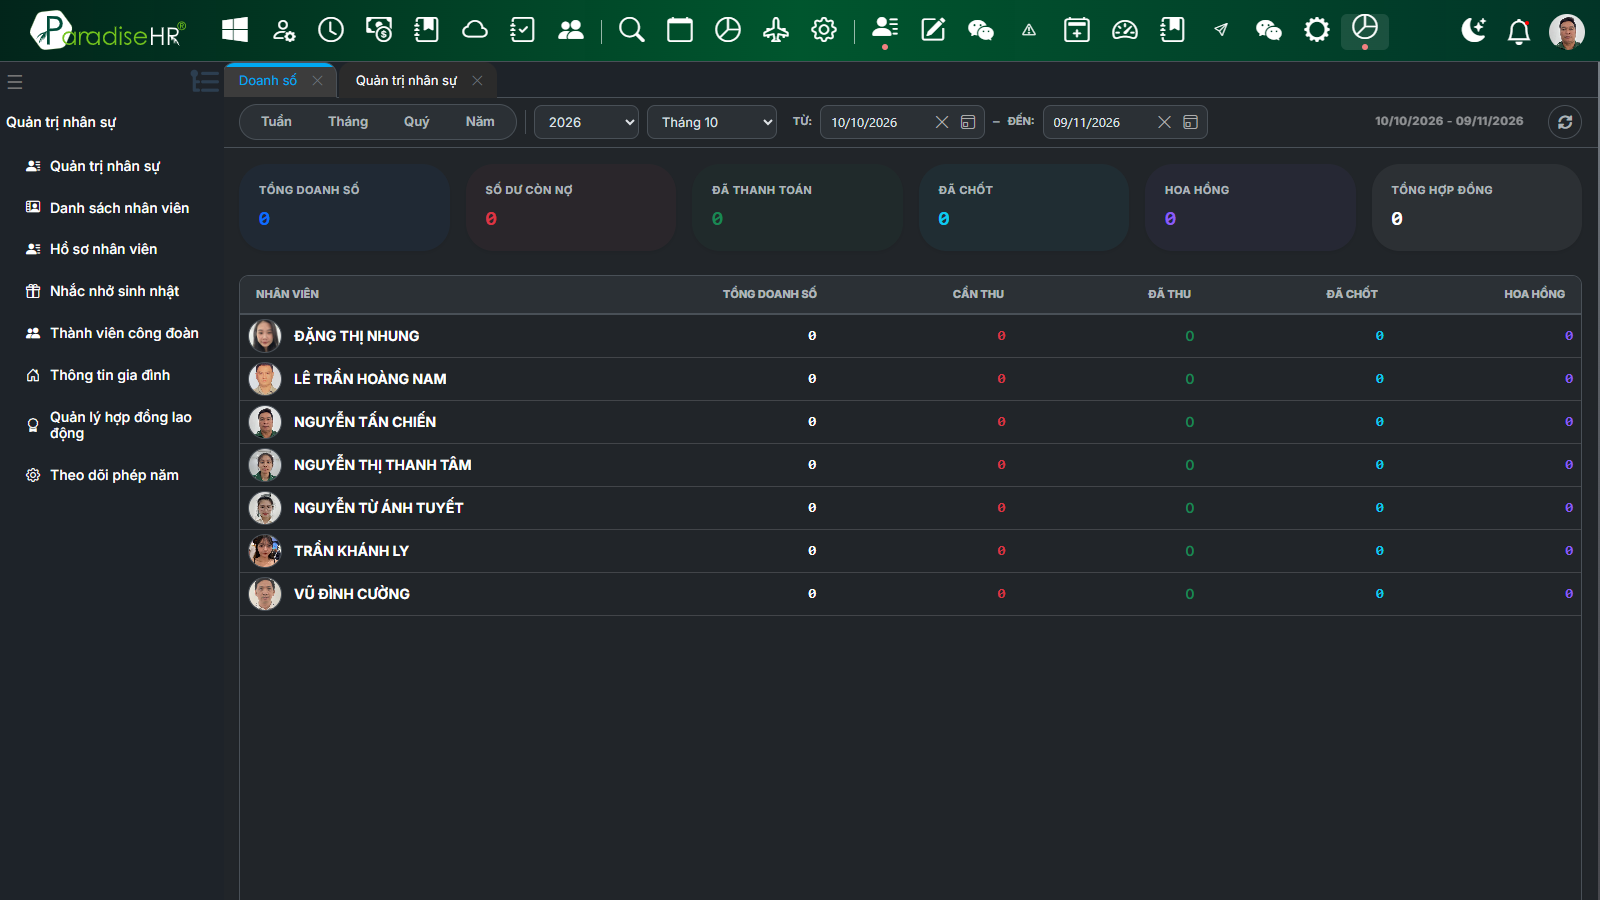 ParadiseHR®
Doanh số
Quản trị nhân sự
Quản trị nhân sự
Quản trị nhân sự
Danh sách nhân viên
Hồ sơ nhân viên
Nhắc nhở sinh nhật
Thành viên công đoàn
Thông tin gia đình
Quản lý hợp đồng lao
động
Theo dõi phép năm
Tuần Tháng Quý Năm 2026 Tháng 10 TỪ: 10/10/2026 – ĐẾN: 09/11/2026 10/10/2026 - 09/11/2026
TỔNG DOANH SỐ SỐ DƯ CÒN NỢ ĐÃ THANH TOÁN ĐÃ CHỐT HOA HỒNG TỔNG HỢP ĐỒNG
0 0 0 0 0 0
NHÂN VIÊN TỔNG DOANH SỐ CẦN THU ĐÃ THU ĐÃ CHỐT HOA HỒNG
ĐẶNG THỊ NHUNG 0 0 0 0 0
LÊ TRẦN HOÀNG NAM 0 0 0 0 0
NGUYỄN TẤN CHIẾN 0 0 0 0 0
NGUYỄN THỊ THANH TÂM 0 0 0 0 0
NGUYỄN TỪ ÁNH TUYẾT 0 0 0 0 0
TRẦN KHÁNH LY 0 0 0 0 0
VŨ ĐÌNH CƯỜNG 0 0 0 0 0